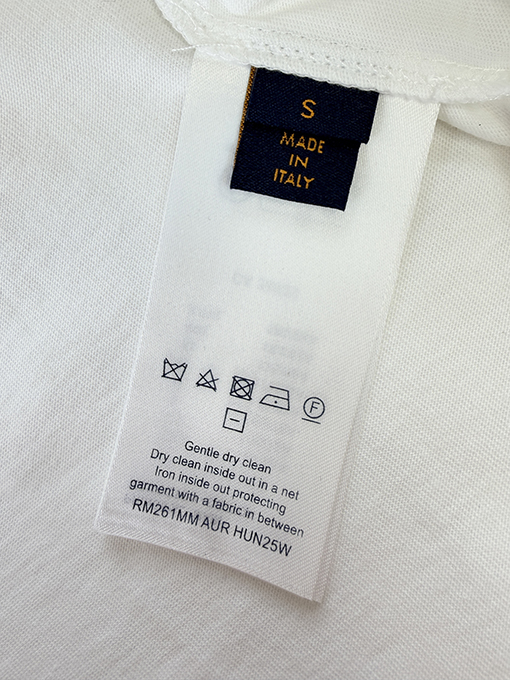 S
MADE
IN
ITALY
F
Gentle dry clean
Dry clean inside out in a net
Iron inside out protecting
garment with a fabric in between
RM261MM AUR HUN25W